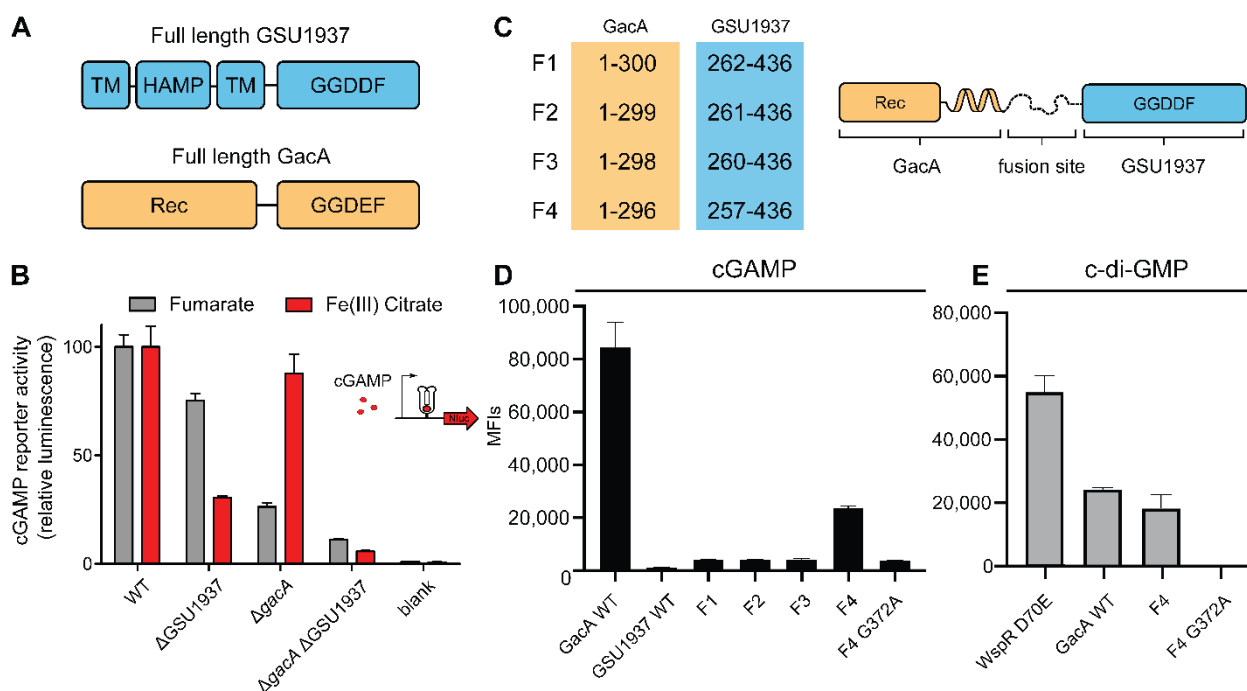 A
Full length GSU1937
TM HAMP TM GGDDF
Full length GacA
Rec GGDEF
C
GacA GSU1937
F1 1-300 262-436
F2 1-299 261-436
F3 1-298 260-436
F4 1-296 257-436
Rec GGDDF
GacA fusion site GSU1937
B
Fumarate Fe(III) Citrate
cGAMP reporter activity
(relative luminescence)
100
50
0
cGAMP
Nluc
WT ΔGSU1937 ΔgacA ΔgacA ΔGSU1937 blank
D
cGAMP
MFIs
100,000
80,000
60,000
40,000
20,000
0
GacA WT GSU1937 WT F1 F2 F3 F4 F4 G372A
E
c-di-GMP
80,000
60,000
40,000
20,000
0
WspR D70E GacA WT F4 F4 G372A